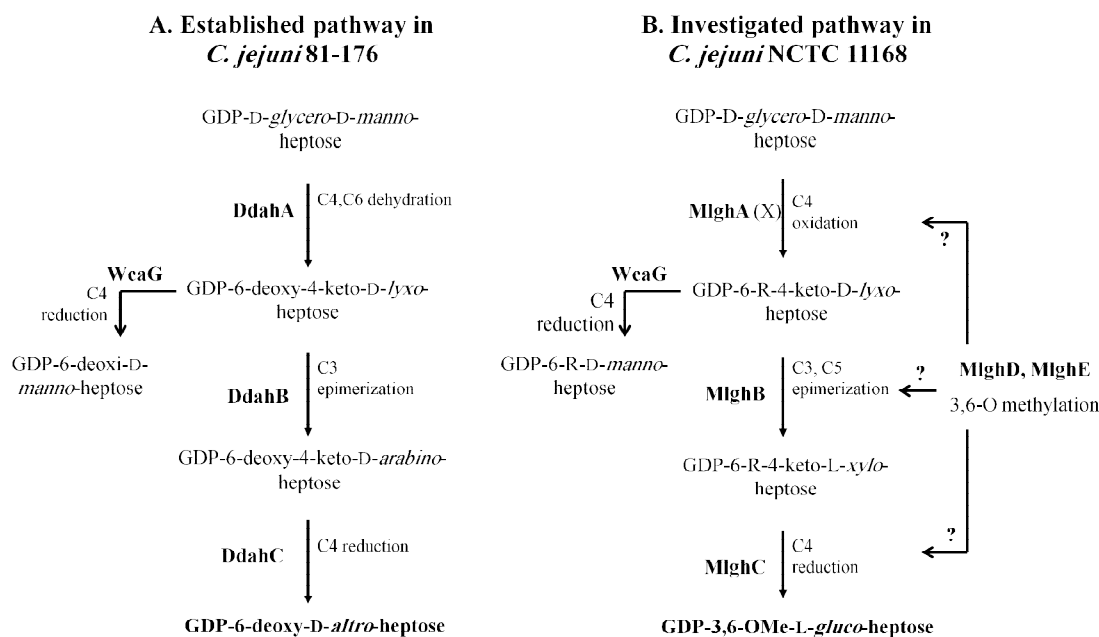 A. Established pathway in
C. jejuni 81-176
GDP-D-glycero-D-manno-
heptose
DdahA
C4,C6 dehydration
WcaG
C4
reduction
GDP-6-deoxy-4-keto-D-lyxo-
heptose
GDP-6-deoxi-D-
manno-heptose
DdahB
C3
epimerization
GDP-6-deoxy-4-keto-D-arabino-
heptose
DdahC
C4 reduction
GDP-6-deoxy-D-altro-heptose
B. Investigated pathway in
C. jejuni NCTC 11168
GDP-D-glycero-D-manno-
heptose
MlghA (X)
C4
oxidation
?
WcaG
C4
reduction
GDP-6-R-4-keto-D-lyxo-
heptose
GDP-6-R-D-manno-
heptose
MlghB
C3, C5
epimerization
?
MlghD, MlghE
3,6-O methylation
GDP-6-R-4-keto-L-xylo-
heptose
MlghC
C4
reduction
?
GDP-3,6-OMe-L-gluco-heptose